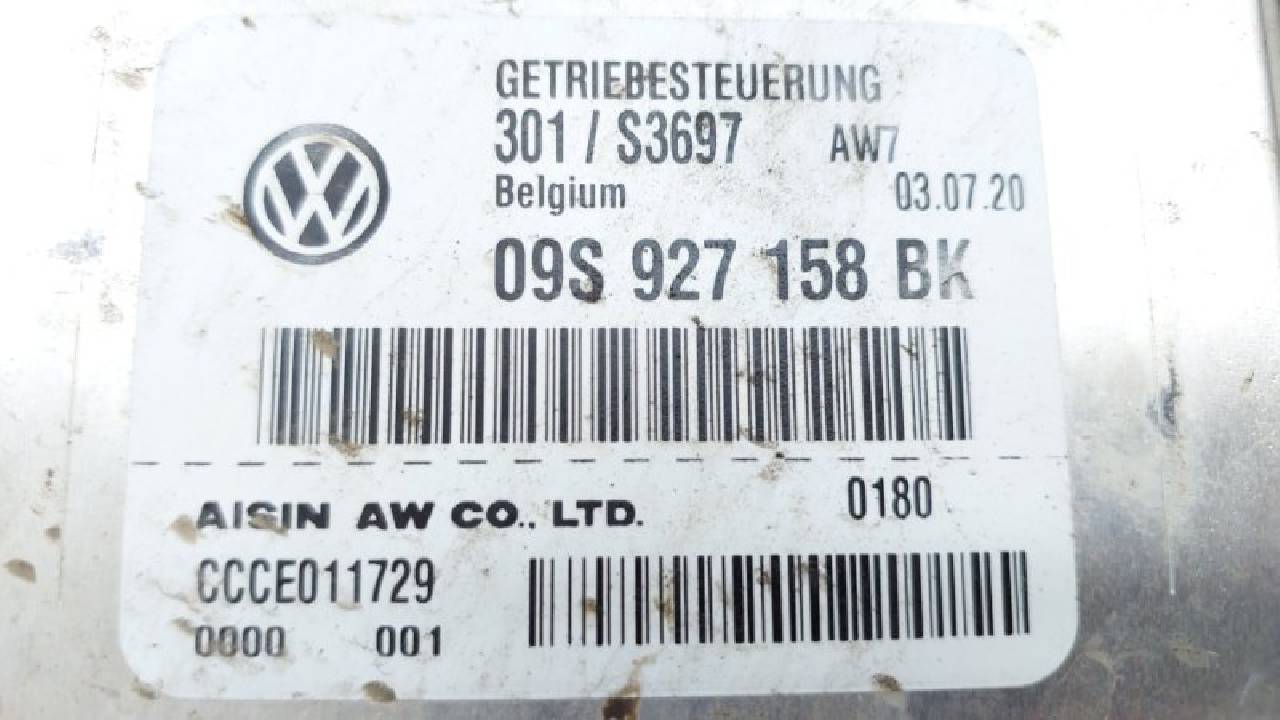 GETRIEBESTEUERUNG
301 / S3697 AW7
Belgium 03.07.20
09S 927 158 BK
AISIN AW CO., LTD. 0180
CCCE011729
0000 001